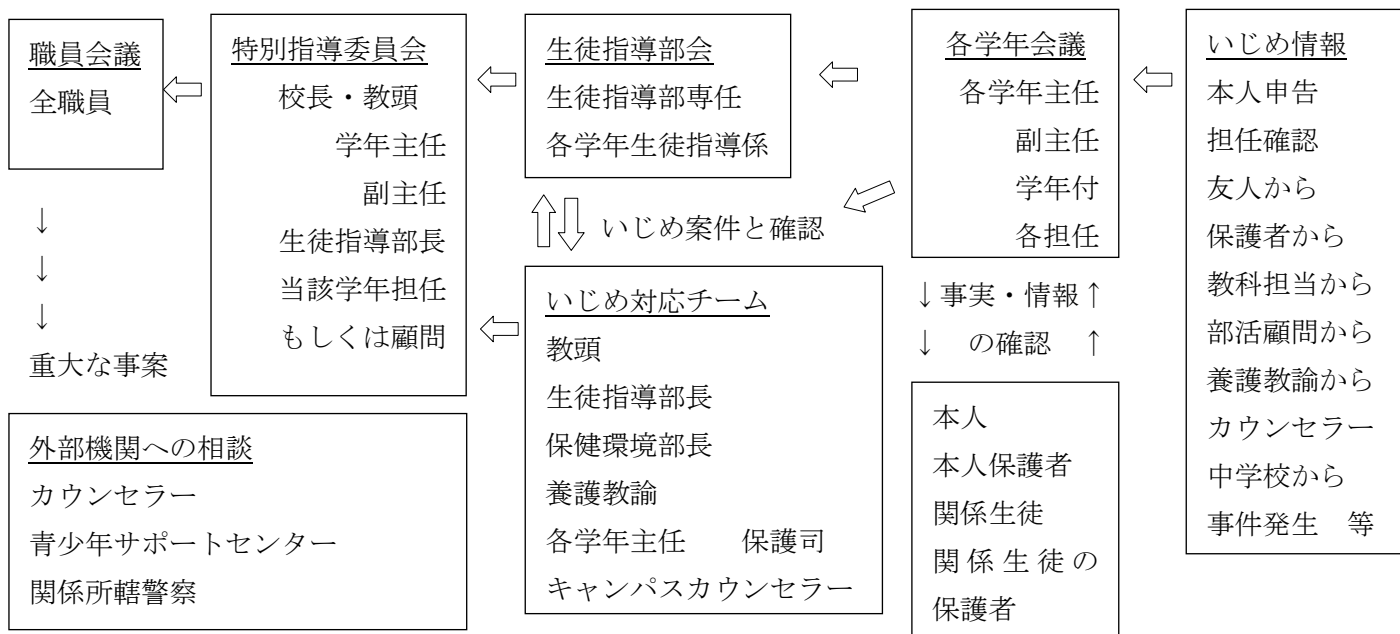 職員会議
全職員
↓
↓
↓
重大な事案
外部機関への相談
カウンセラー
青少年サポートセンター
関係所轄警察
特別指導委員会
校長・教頭
学年主任
副主任
生徒指導部長
当該学年担任
もしくは顧問
生徒指導部会
生徒指導部専任
各学年生徒指導係
いじめ案件と確認
いじめ対応チーム
教頭
生徒指導部長
保健環境部長
養護教諭
各学年主任　　保護司
キャンパスカウンセラー
各学年会議
各学年主任
副主任
学年付
各担任
↓事実・情報↑
↓　の確認　↑
本人
本人保護者
関係生徒
関係生徒の
保護者
いじめ情報
本人申告
担任確認
友人から
保護者から
教科担当から
部活顧問から
養護教諭から
カウンセラー
中学校から
事件発生　等